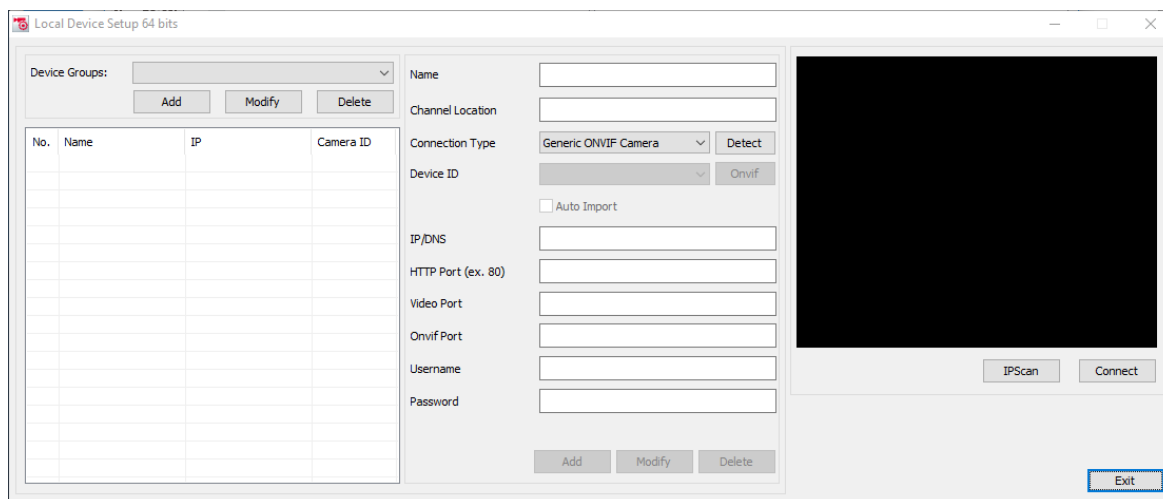 Local Device Setup 64 bits
Device Groups:
Add Modify Delete
No. Name IP Camera ID
Name
Channel Location
Connection Type Generic ONVIF Camera Detect
Device ID Onvif
Auto Import
IP/DNS
HTTP Port (ex. 80)
Video Port
Onvif Port
Username
Password
Add Modify Delete
IPScan Connect
Exit